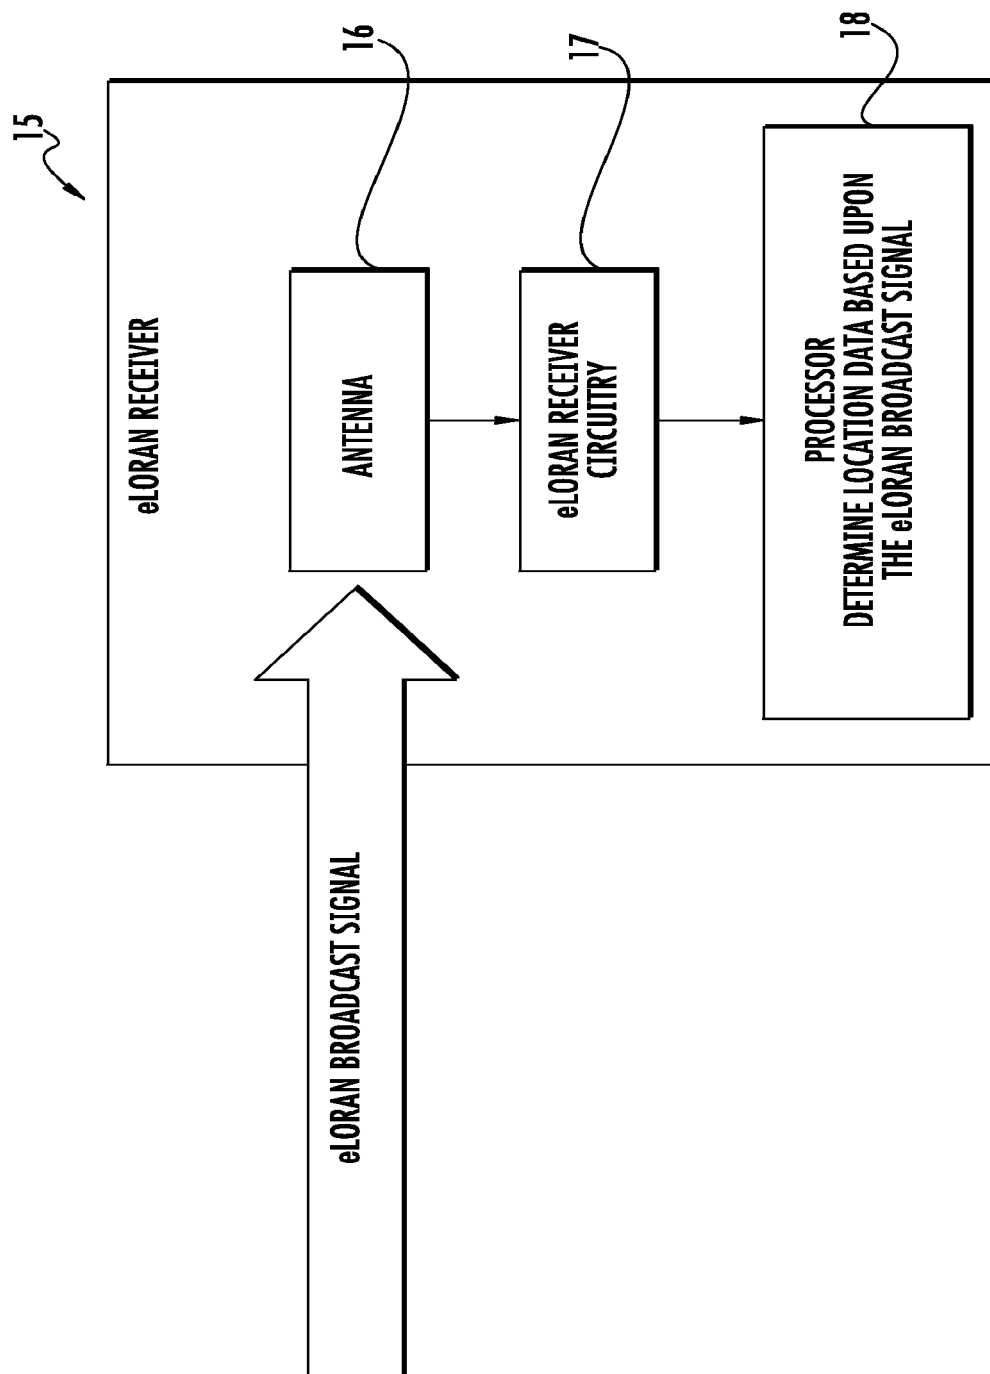 15
eLORAN RECEIVER
16
ANTENNA
17
eLORAN RECEIVER
CIRCUITRY
18
PROCESSOR
DETERMINE LOCATION DATA BASED UPON
THE eLORAN BROADCAST SIGNAL
eLORAN BROADCAST SIGNAL